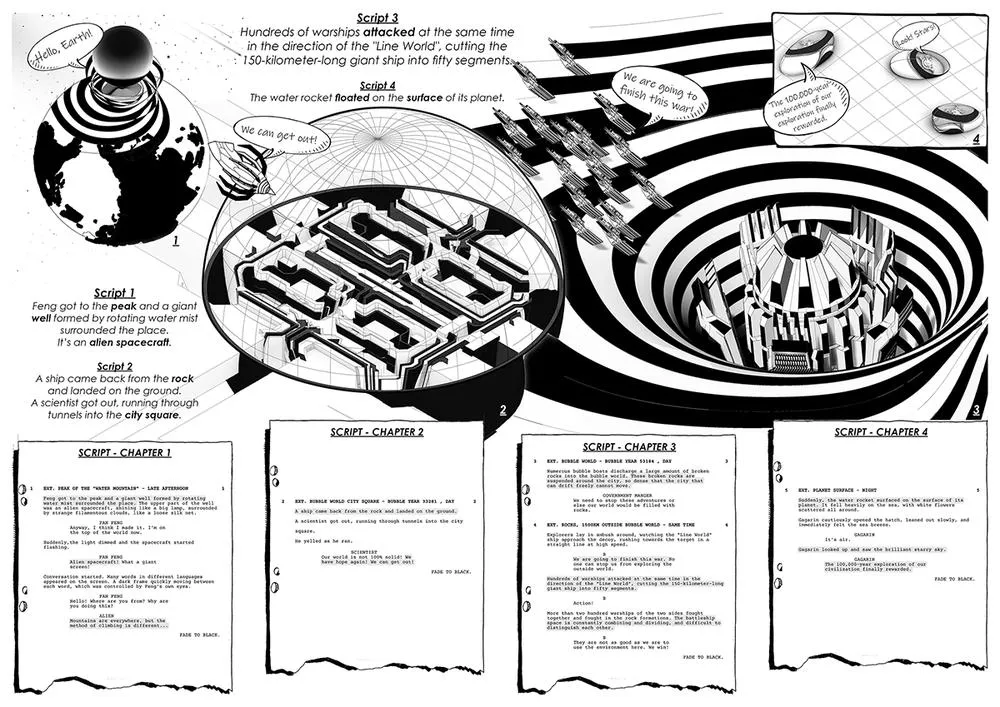 Script 3
Hundreds of warships attacked at the same time
in the direction of the "Line World", cutting the
150-kilometer-long giant ship into fifty segments.
Script 4
The water rocket floated on the surface of its planet.
Hello, Earth!
We can get out!
We are going to
finish this war!
Look! Stars!
The 100,000-year
exploration of our
exploration finally
rewarded.
1
2
3
4
Script 1
Feng got to the peak and a giant
well formed by rotating water mist
surrounded the place.
It's an alien spacecraft.
Script 2
A ship came back from the rock
and landed on the ground.
A scientist got out, running through
tunnels into the city square.
SCRIPT - CHAPTER 1
1 EXT. PEAK OF THE "WATER MOUNTAIN" - LATE AFTERNOON 1
Feng got to the peak and a giant well formed by rotating
water mist surrounded the place. The upper part of the well
was an alien spacecraft, shining like a big lamp, surrounded
by strange filamentous clouds, like a loose silk net.
PAN FENG
Anyway, I think I made it. I'm on
the top of the world now.
Suddenly,the light dimmed and the spacecraft started
flashing.
PAN FENG
Alien spacecraft! What a giant
screen!
Conversation started. Many words in different languages
appeared on the screen. A dark frame quickly moving between
each word, which was controlled by Feng's own eyes.
PAN FENG
Hello! Where are you from? Why are
you doing this?
ALIEN
Mountains are everywhere, but the
method of climbing is different...
FADE TO BLACK.
SCRIPT - CHAPTER 2
2 EXT. BUBBLE WORLD CITY SQUARE - BUBBLE YEAR 33281 , DAY 2
A ship came back from the rock and landed on the ground.
A scientist got out, running through tunnels into the city
square.
He yelled as he ran.
SCIENTIST
Our world is not 100% solid! We
have hope again! We can get out!
FADE TO BLACK.
SCRIPT - CHAPTER 3
3 EXT. BUBBLE WORLD - BUBBLE YEAR 53184 , DAY 3
Numerous bubble boats discharge a large amount of broken
rocks into the bubble world. These broken rocks are
suspended around the city, so dense that the city that
can drift freely cannot move.
GOVERNMENT MANGER
We need to stop these adventures or
else our world would be filled with
rocks.
4 EXT. ROCKS, 1500KM OUTSIDE BUBBLE WORLD - SAME TIME 4
Explorers lay in ambush around, watching the "Line World"
ship approach the decoy, rushing towards the target in a
straight line at high speed.
B
We are going to finish this war. No
one can stop us from exploring the
outside world.
Hundreds of warships attacked at the same time in the
direction of the "Line World", cutting the 150-kilometer-long
giant ship into fifty segments.
B
Action!
More than two hundred warships of the two sides fought
together and fought in the rock formations. The battleship
space is constantly combining and dividing, and difficult to
distinguish each other.
B
They are not as good as we are to
use the environment here. We win!
FADE TO BLACK.
SCRIPT - CHAPTER 4
5 EXT. PLANET SURFACE - NIGHT 5
Suddenly, the water rocket surfaced on the surface of its
planet. It fell heavily on the sea, with white flowers
scattered all around.
Gagarin cautiously opened the hatch, leaned out slowly, and
immediately felt the sea breeze.
GAGARIN
It's air.
Gagarin looked up and saw the brilliant starry sky.
GAGARIN
The 100,000-year exploration of our
civilisation finally rewarded.
FADE TO BLACK.